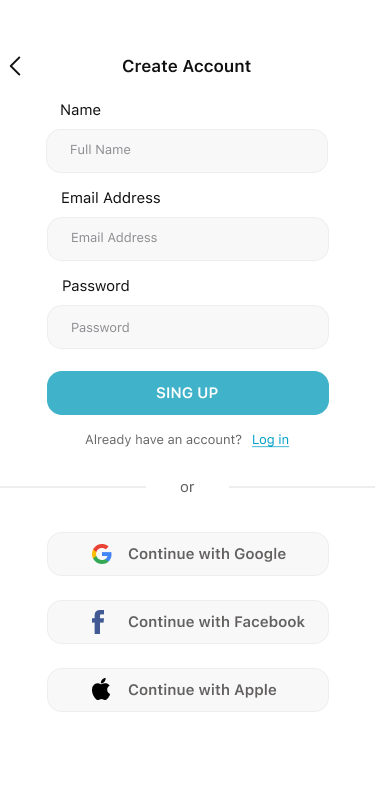 Create Account
Name
Full Name
Email Address
Email Address
Password
Password
SING UP
Already have an account? Log in
or
Continue with Google
Continue with Facebook
Continue with Apple